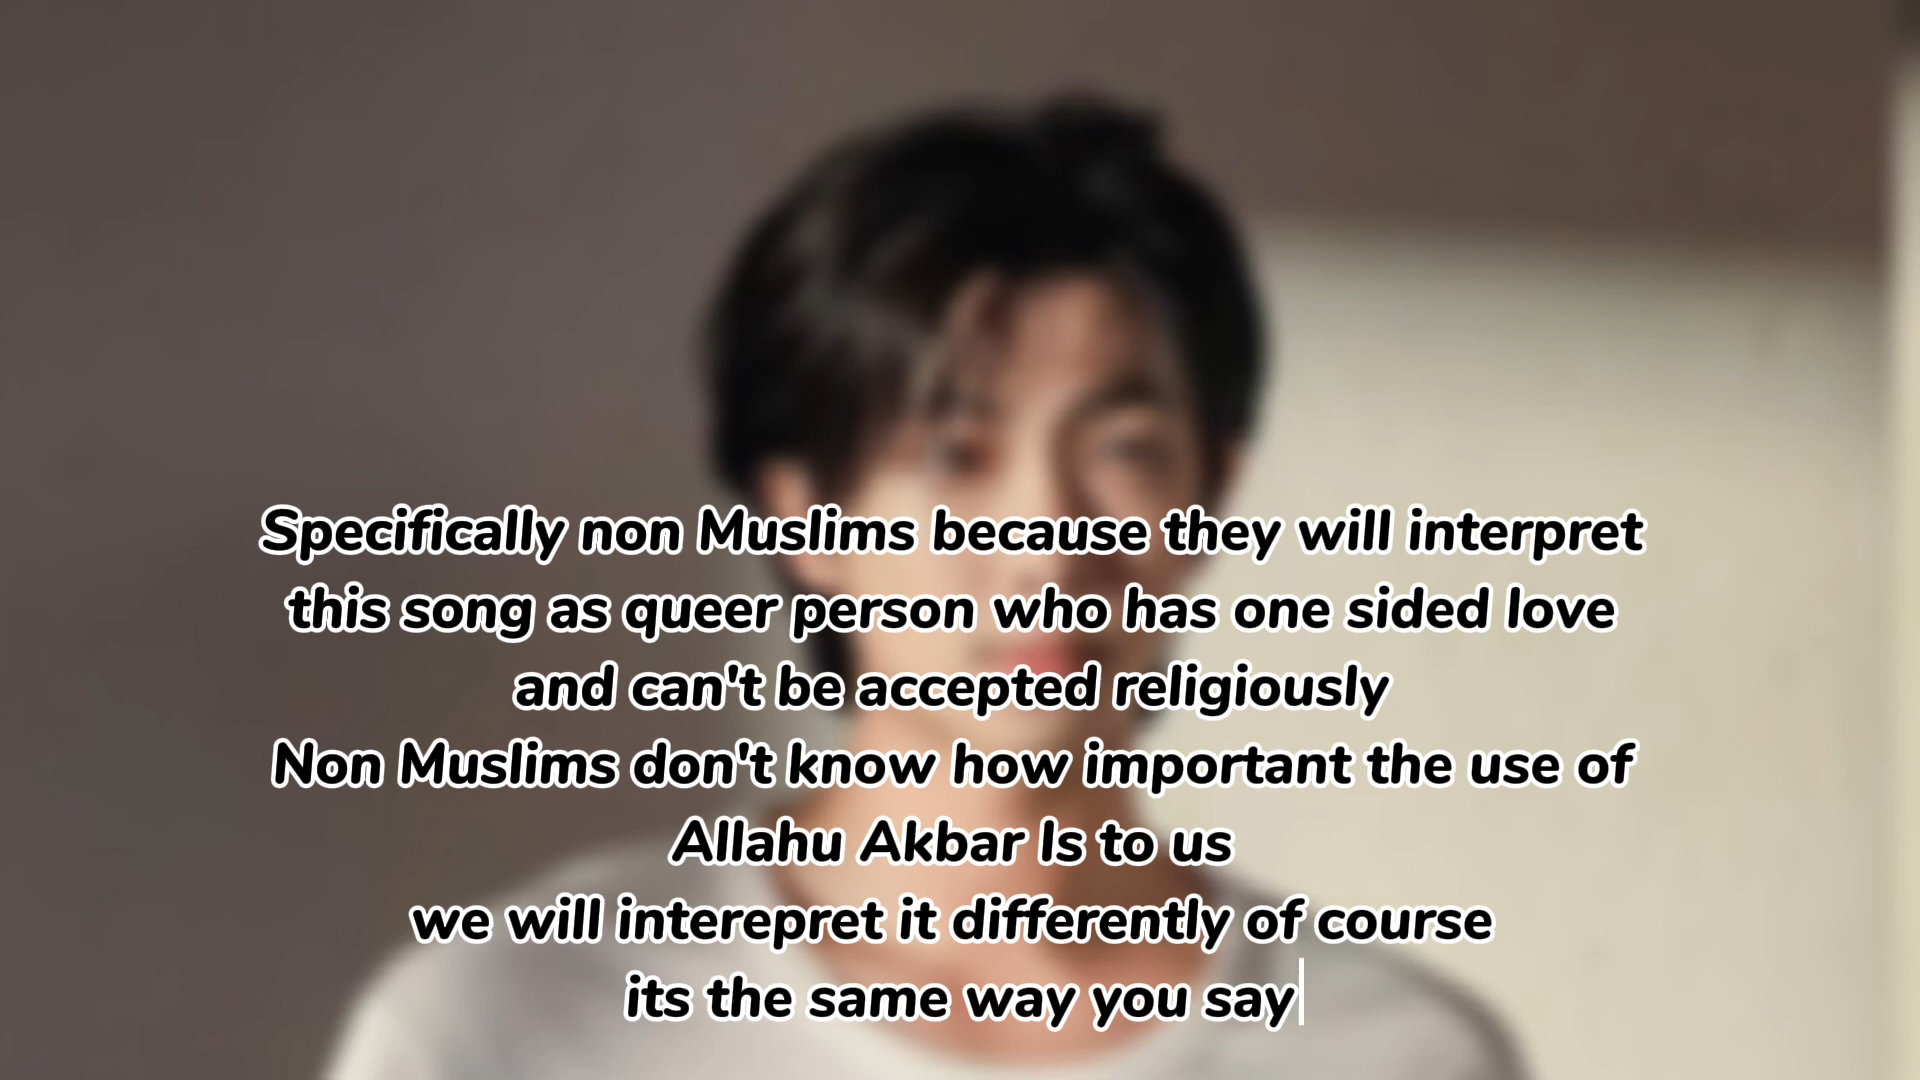 Specifically non Muslims because they will interpret
this song as queer person who has one sided love
and can't be accepted religiously
Non Muslims don't know how important the use of
Allahu Akbar Is to us
we will interepret it differently of course
its the same way you say